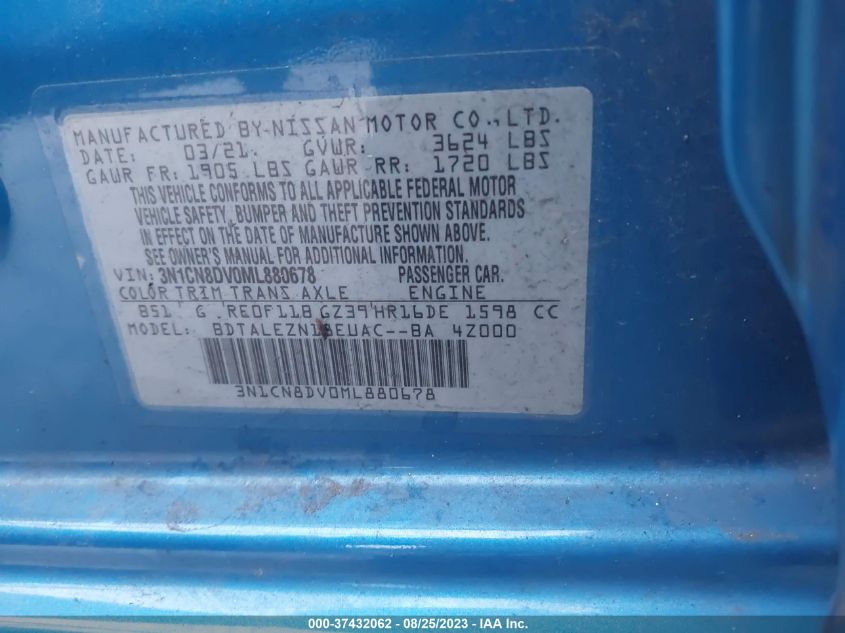 MANUFACTURED BY-NISSAN MOTOR CO.,LTD.
DATE: 03/21. GVWR: 3624 LBS
GAWR FR: 1905 LBS GAWR RR: 1720 LBS
THIS VEHICLE CONFORMS TO ALL APPLICABLE FEDERAL MOTOR
VEHICLE SAFETY, BUMPER AND THEFT PREVENTION STANDARDS
IN EFFECT ON THE DATE OF MANUFACTURE SHOWN ABOVE.
SEE OWNER'S MANUAL FOR ADDITIONAL INFORMATION.
VIN: 3N1CN8DV0ML880678 PASSENGER CAR.
COLOR TRIM TRANS AXLE ENGINE
B51 G RE0F11B GZ39 HR16DE 1598 CC
MODEL: BDTALEZN18EUAC--BA 4Z000
3N1CN8DV0ML880678
000-37432062 - 08/25/2023 - IAA Inc.